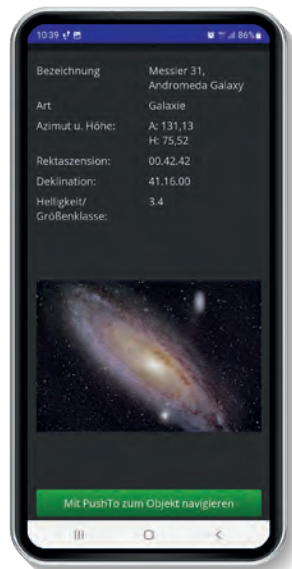 10:39
86%
Bezeichnung
Messier 31,
Andromeda Galaxy
Art
Galaxie
Azimut u. Höhe:
A: 131,13
H: 75,52
Rektaszension:
00.42.42
Deklination:
41.16.00
Helligkeit/
Größenklasse:
3.4
Mit PushTo zum Objekt navigieren